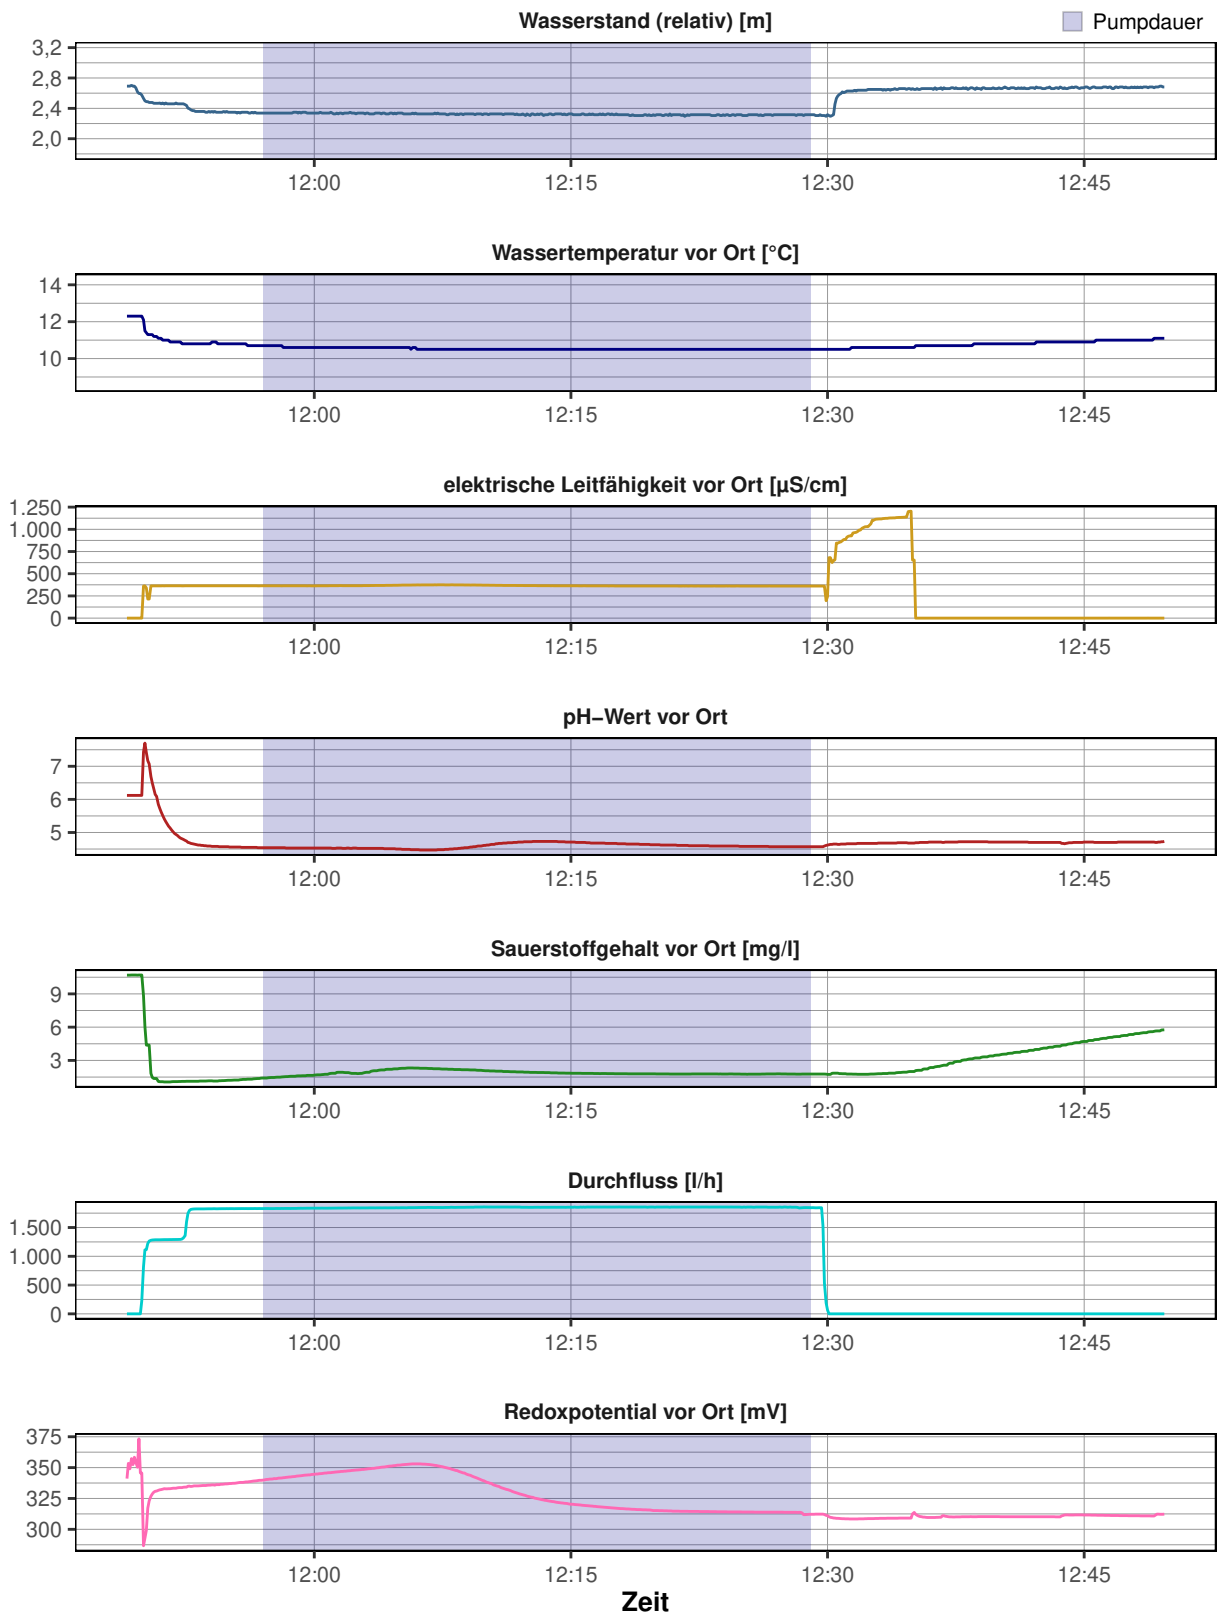 Wasserstand (relativ) [m]
Pumpdauer
3,2
2,8
2,4
2,0
12:00 12:15 12:30 12:45
Wassertemperatur vor Ort [°C]
14
12
10
12:00 12:15 12:30 12:45
elektrische Leitfähigkeit vor Ort [µS/cm]
1.250
1.000
750
500
250
0
12:00 12:15 12:30 12:45
pH−Wert vor Ort
7
6
5
12:00 12:15 12:30 12:45
Sauerstoffgehalt vor Ort [mg/l]
9
6
3
12:00 12:15 12:30 12:45
Durchfluss [l/h]
1.500
1.000
500
0
12:00 12:15 12:30 12:45
Redoxpotential vor Ort [mV]
375
350
325
300
12:00 12:15 12:30 12:45
Zeit